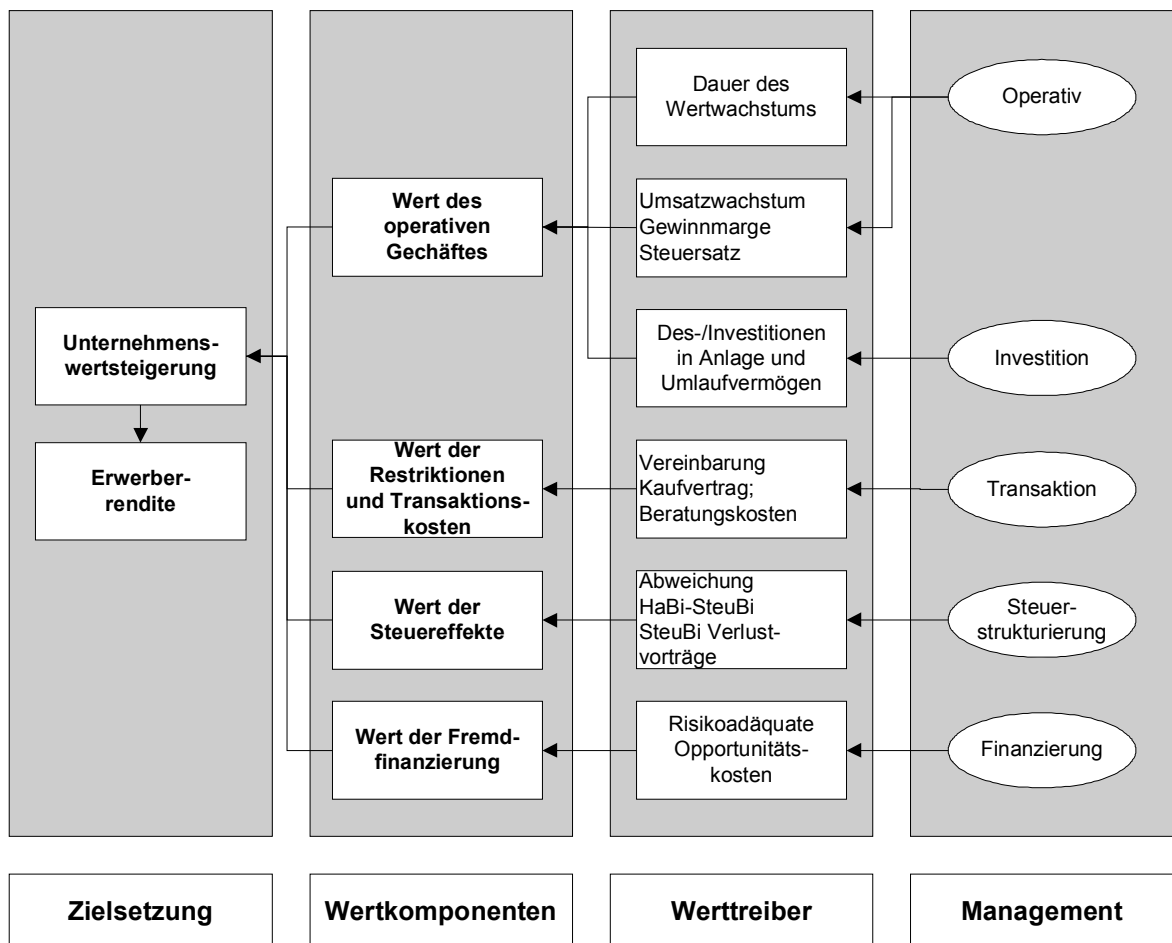 Dauer des
Wertwachstums
Operativ
Wert des
operativen
Gechäftes
Umsatzwachstum
Gewinnmarge
Steuersatz
Unternehmens-
wertsteigerung
Des-/Investitionen
in Anlage und
Umlaufvermögen
Investition
Erwerber-
rendite
Wert der
Restriktionen
und Transaktions-
kosten
Vereinbarung
Kaufvertrag;
Beratungskosten
Transaktion
Wert der
Steuereffekte
Abweichung
HaBi-SteuBi
SteuBi Verlust-
vorträge
Steuer-
strukturierung
Wert der Fremd-
finanzierung
Risikoadäquate
Opportunitäts-
kosten
Finanzierung
Zielsetzung
Wertkomponenten
Werttreiber
Management